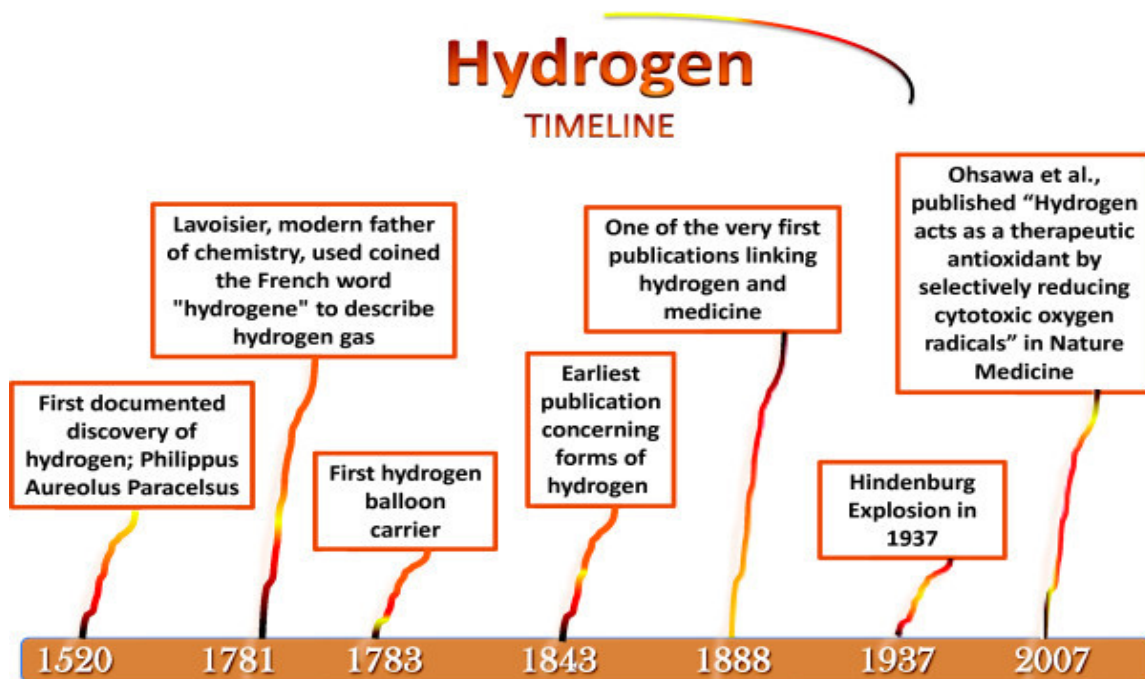 Hydrogen
TIMELINE
First documented
discovery of
hydrogen; Philippus
Aureolus Paracelsus
Lavoisier, modern father
of chemistry, used coined
the French word
"hydrogene" to describe
hydrogen gas
First hydrogen
balloon
carrier
Earliest
publication
concerning
forms of
hydrogen
One of the very first
publications linking
hydrogen and
medicine
Hindenburg
Explosion in
1937
Ohsawa et al.,
published “Hydrogen
acts as a therapeutic
antioxidant by
selectively reducing
cytotoxic oxygen
radicals” in Nature
Medicine
1520 1781 1783 1843 1888 1937 2007